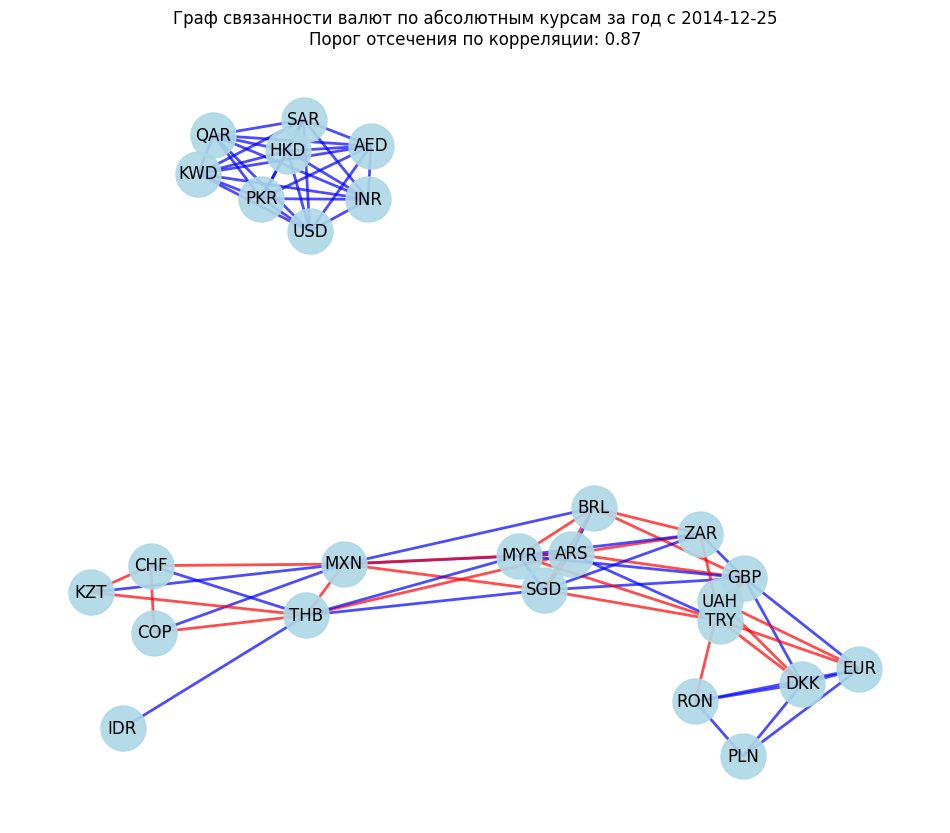 Граф связанности валют по абсолютным курсам за год с 2014-12-25
Порог отсечения по корреляции: 0.87
SAR
QAR
HKD
AED
KWD
PKR
INR
USD
BRL
ZAR
MYR
ARS
CHF
MXN
GBP
KZT
SGD
UAH
THB
TRY
COP
EUR
DKK
RON
IDR
PLN